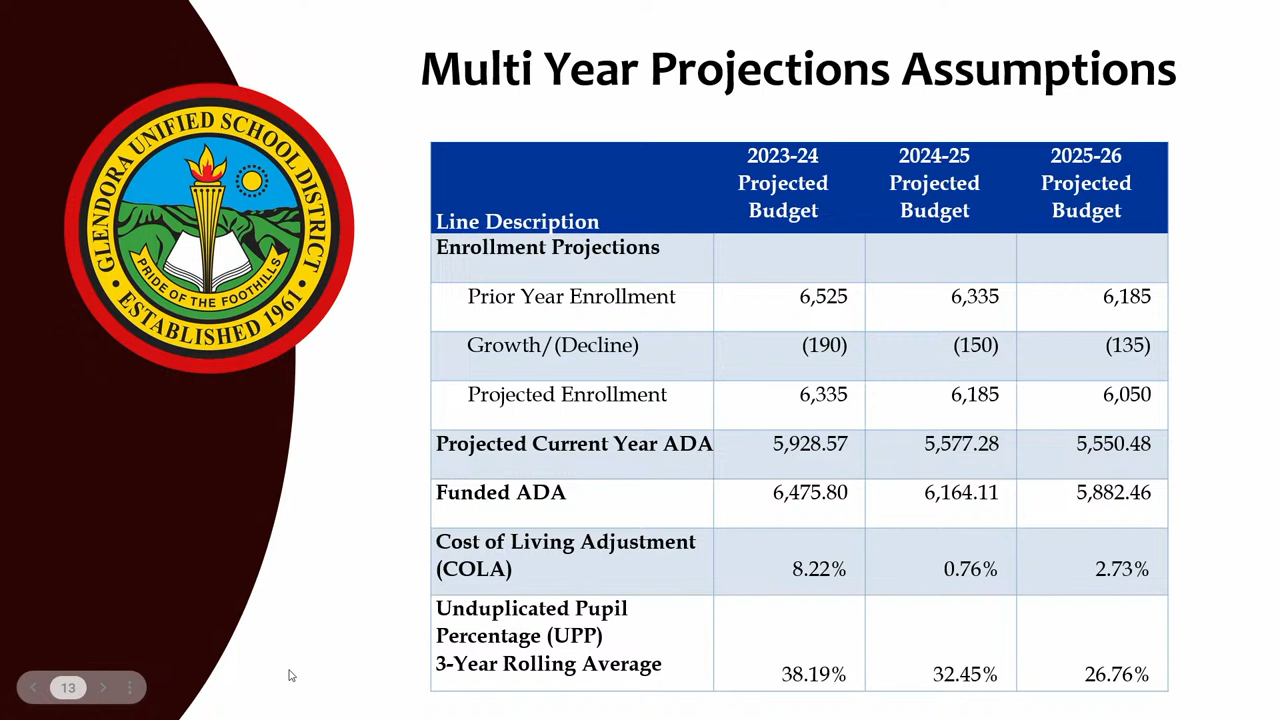 Multi Year Projections Assumptions
GLENDORA UNIFIED SCHOOL DISTRICT
PRIDE OF THE FOOTHILLS
• ESTABLISHED 1961 •
Line Description 2023-24 Projected Budget 2024-25 Projected Budget 2025-26 Projected Budget
Enrollment Projections
Prior Year Enrollment 6,525 6,335 6,185
Growth/(Decline) (190) (150) (135)
Projected Enrollment 6,335 6,185 6,050
Projected Current Year ADA 5,928.57 5,577.28 5,550.48
Funded ADA 6,475.80 6,164.11 5,882.46
Cost of Living Adjustment
(COLA) 8.22% 0.76% 2.73%
Unduplicated Pupil
Percentage (UPP)
3-Year Rolling Average 38.19% 32.45% 26.76%
13